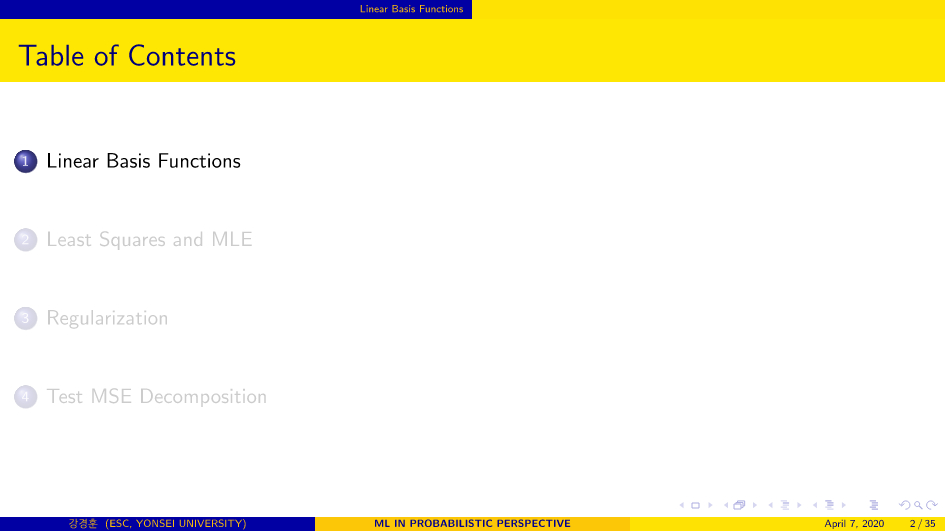 Linear Basis Functions
Table of Contents
1 Linear Basis Functions
2 Least Squares and MLE
3 Regularization
4 Test MSE Decomposition
강경훈 (ESC, YONSEI UNIVERSITY) ML IN PROBABILISTIC PERSPECTIVE April 7, 2020 2 / 35